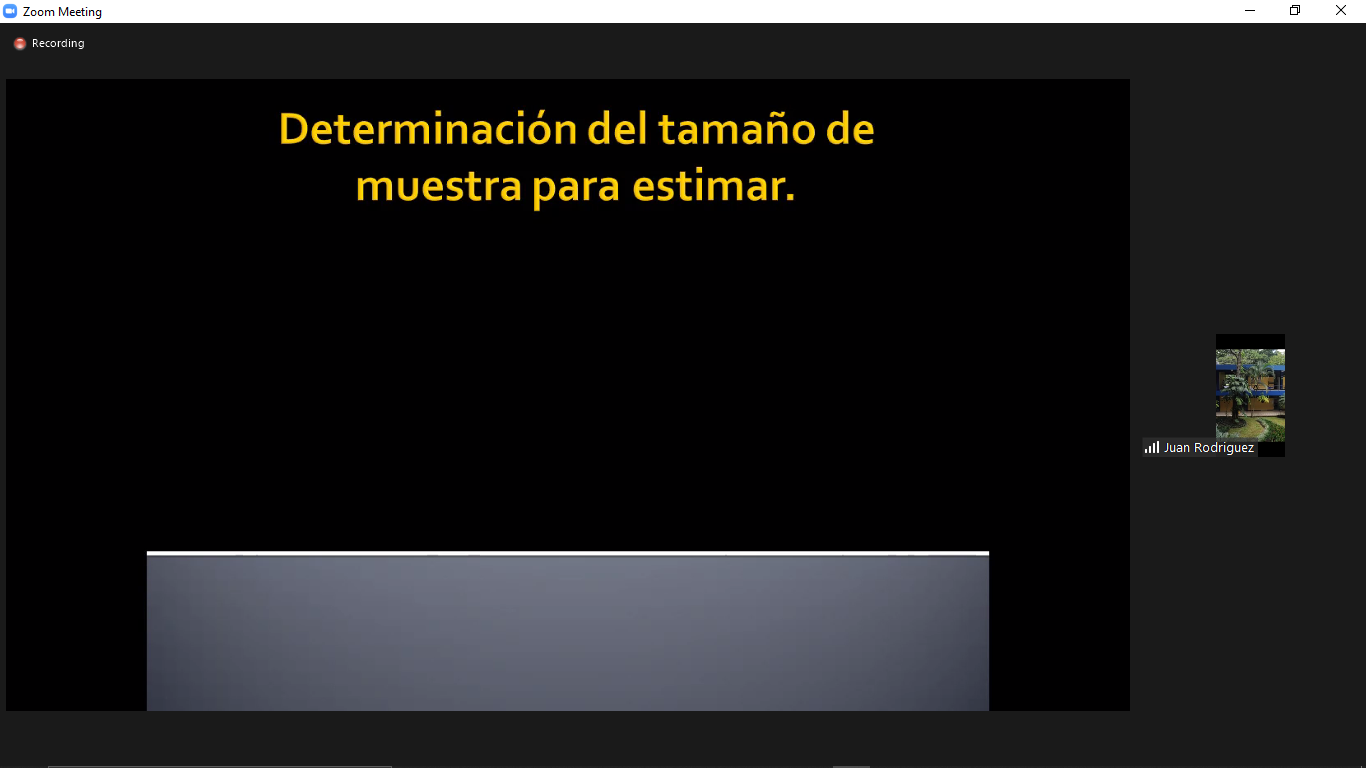 Zoom Meeting
Recording
Determinación del tamaño de
muestra para estimar.
Juan Rodriguez